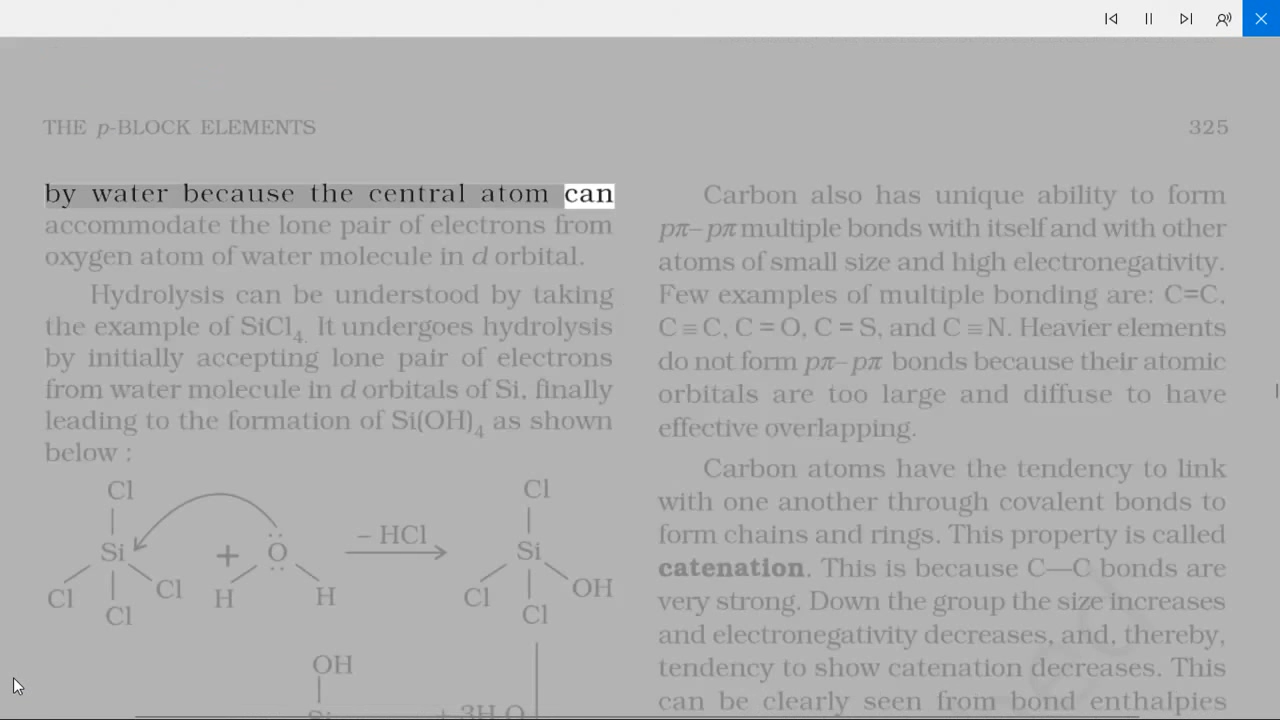 THE p-BLOCK ELEMENTS
325
by water because the central atom can
accommodate the lone pair of electrons from
oxygen atom of water molecule in d orbital.
Hydrolysis can be understood by taking
the example of SiCl₄. It undergoes hydrolysis
by initially accepting lone pair of electrons
from water molecule in d orbitals of Si, finally
leading to the formation of Si(OH)₄ as shown
below :
Cl
Si
Cl
Cl
Cl
+
O
H
H
– HCl
Cl
Si
Cl
Cl
OH
OH
Si
+ 3H₂O
Carbon also has unique ability to form
pπ–pπ multiple bonds with itself and with other
atoms of small size and high electronegativity.
Few examples of multiple bonding are: C=C,
C ≡ C, C = O, C = S, and C ≡ N. Heavier elements
do not form pπ–pπ bonds because their atomic
orbitals are too large and diffuse to have
effective overlapping.
Carbon atoms have the tendency to link
with one another through covalent bonds to
form chains and rings. This property is called
catenation. This is because C—C bonds are
very strong. Down the group the size increases
and electronegativity decreases, and, thereby,
tendency to show catenation decreases. This
can be clearly seen from bond enthalpies